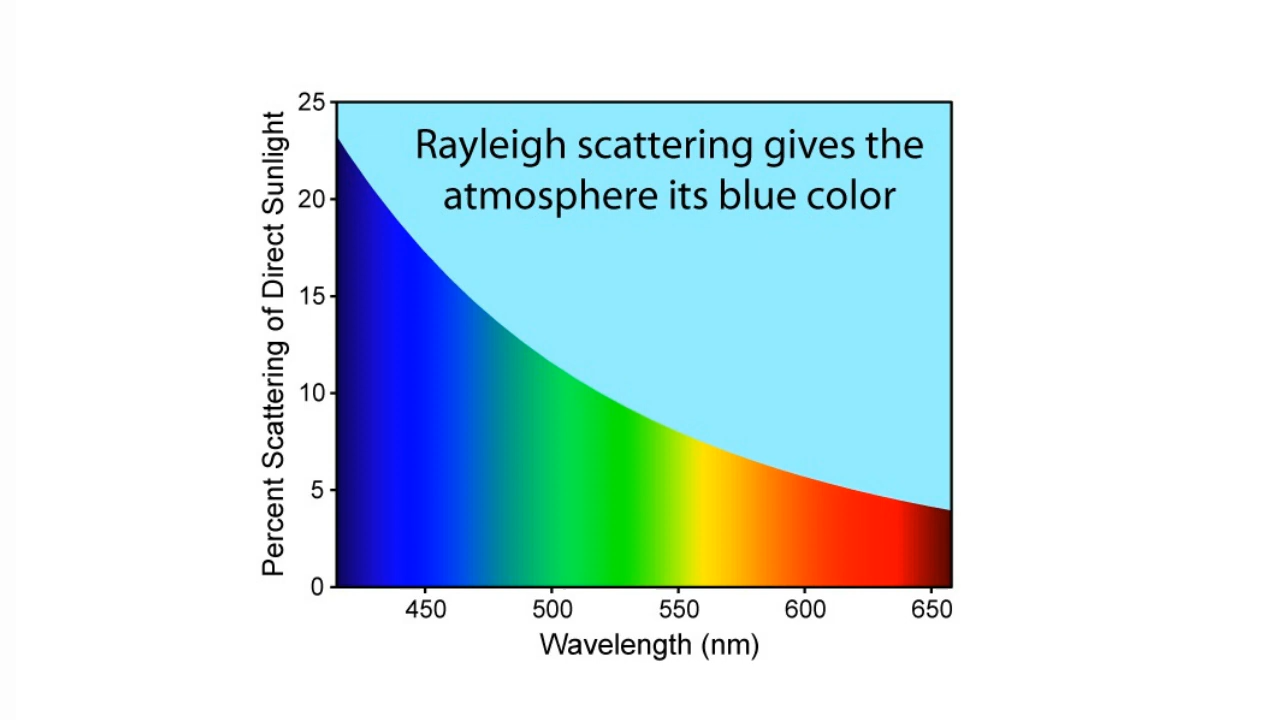 Rayleigh scattering gives the
atmosphere its blue color
Percent Scattering of Direct Sunlight
25
20
15
10
5
0
450 500 550 600 650
Wavelength (nm)